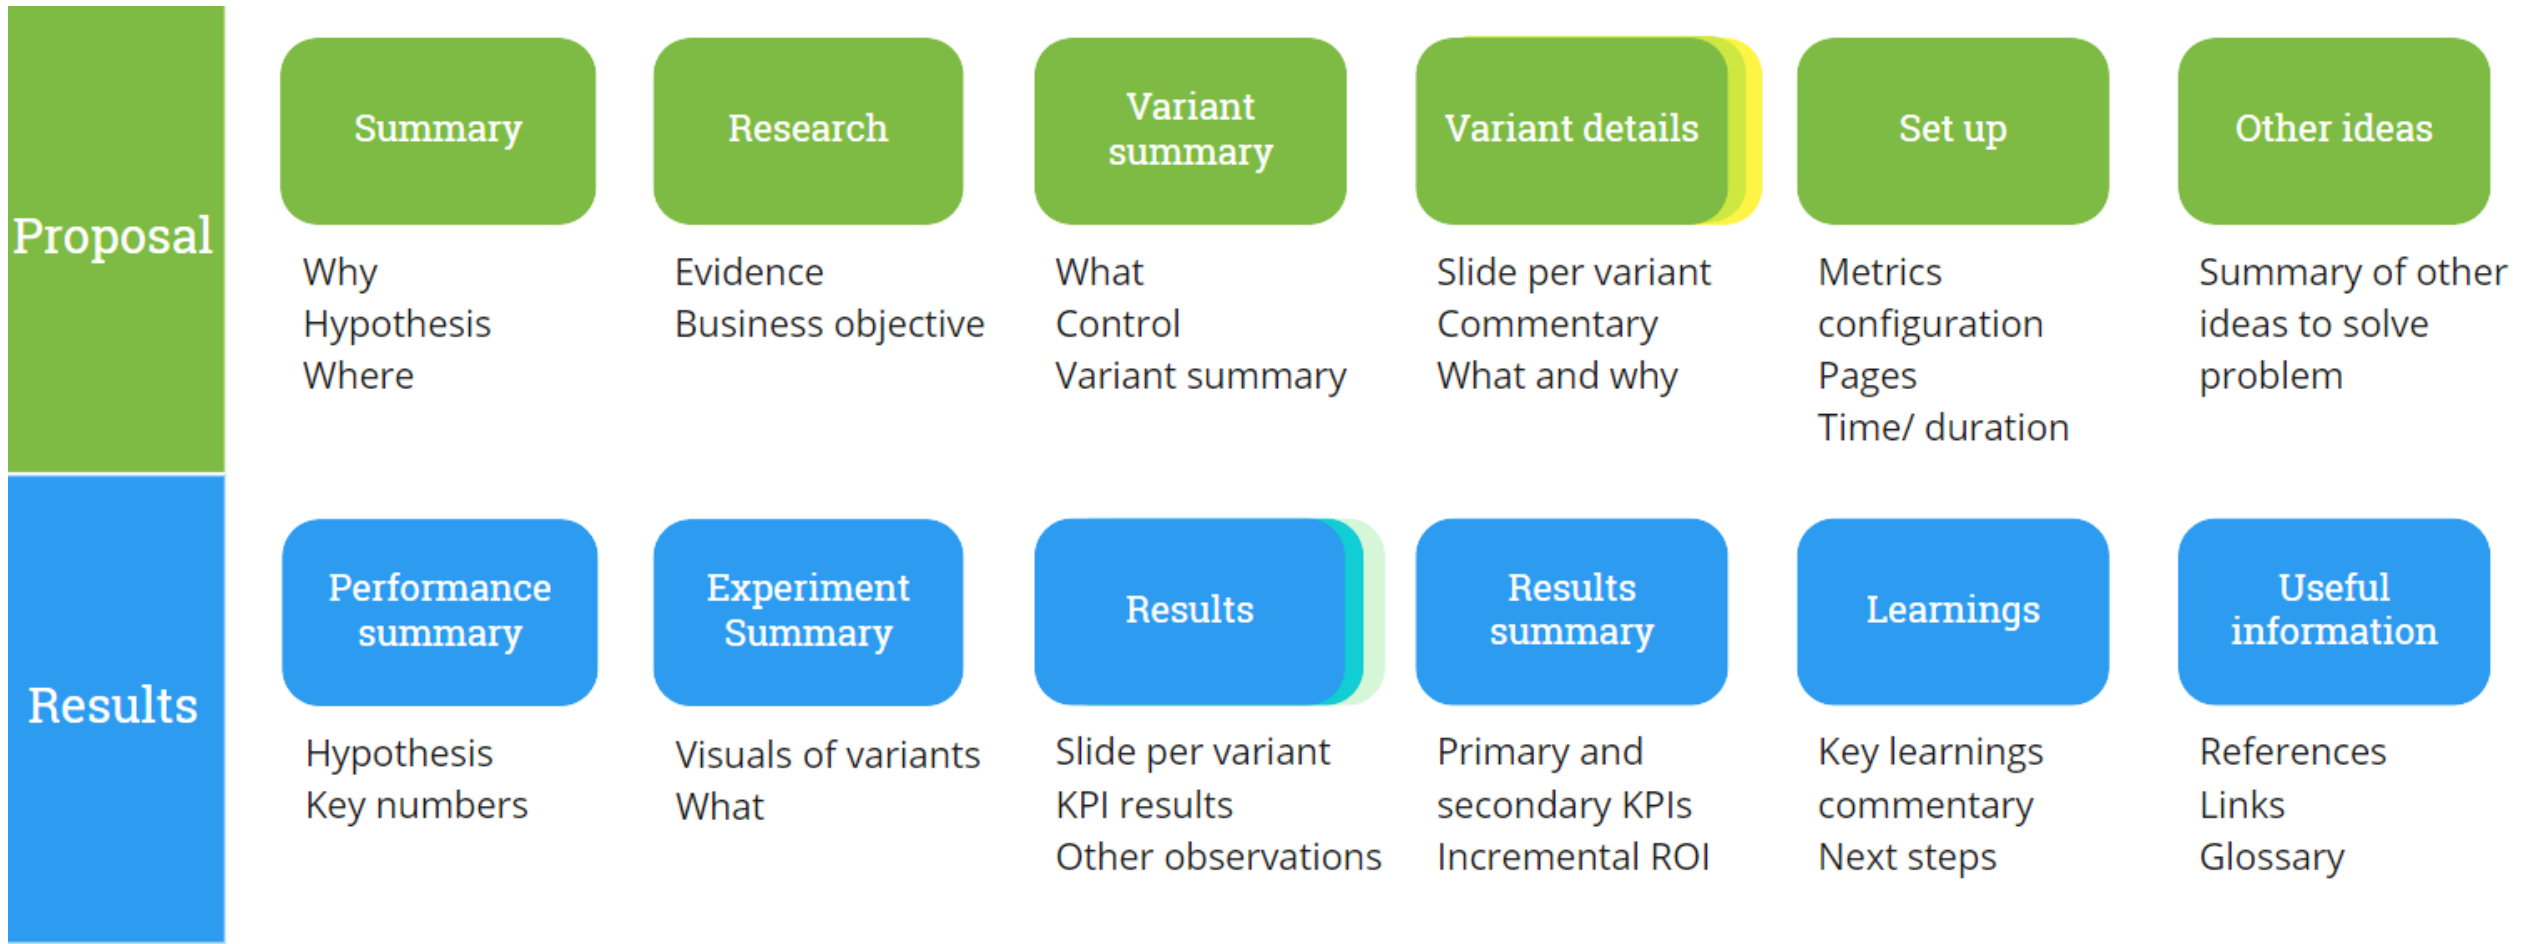 Proposal
Summary
Why
Hypothesis
Where
Research
Evidence
Business objective
Variant
summary
What
Control
Variant summary
Variant details
Slide per variant
Commentary
What and why
Set up
Metrics
configuration
Pages
Time/ duration
Other ideas
Summary of other
ideas to solve
problem
Results
Performance
summary
Hypothesis
Key numbers
Experiment
Summary
Visuals of variants
What
Results
Slide per variant
KPI results
Other observations
Results
summary
Primary and
secondary KPIs
Incremental ROI
Learnings
Key learnings
commentary
Next steps
Useful
information
References
Links
Glossary